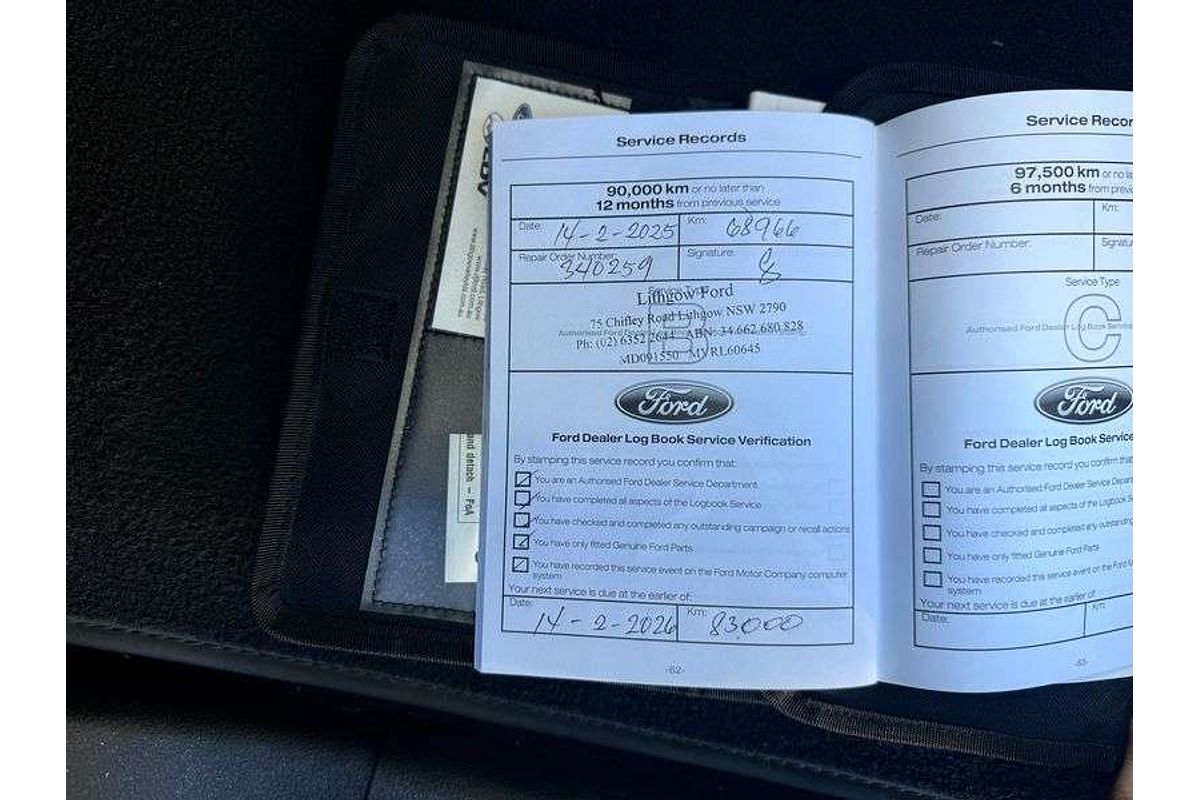 Service Records
90,000 km or no later than
12 months from previous service
Date: 14-2-2025 Km: 68966
Repair Order Number: 340259 Signature:
Service Type
B
Lithgow Ford
75 Chifley Road Lithgow NSW 2790
Authorised Ford Dealer
Ph: (02) 6352 2644 ABN: 34 662 680 828
MD091550 MVRL60645
Ford
Ford Dealer Log Book Service Verification
By stamping this service record you confirm that:
You are an Authorised Ford Dealer Service Department
You have completed all aspects of the Logbook Service
You have checked and completed any outstanding campaign or recall actions
You have only fitted Genuine Ford Parts
You have recorded this service event on the Ford Motor Company computer
system
Your next service is due at the earlier of:
Date: 14-2-2026 Km: 83000
-62-
Service Recor
97,500 km or no la
6 months from previo
Date: Km:
Repair Order Number: Signatu
Service Type
C
Authorised Ford Dealer Log Book Service
Ford
Ford Dealer Log Book Service
By stamping this service record you confirm that
You are an Authorised Ford Dealer Service Depart
You have completed all aspects of the Logbook S
You have checked and completed any outstanding
You have only fitted Genuine Ford Parts
You have recorded this service event on the Ford M
system
Your next service is due at the earlier of
Date: Km:
-63-
and detach – FoA